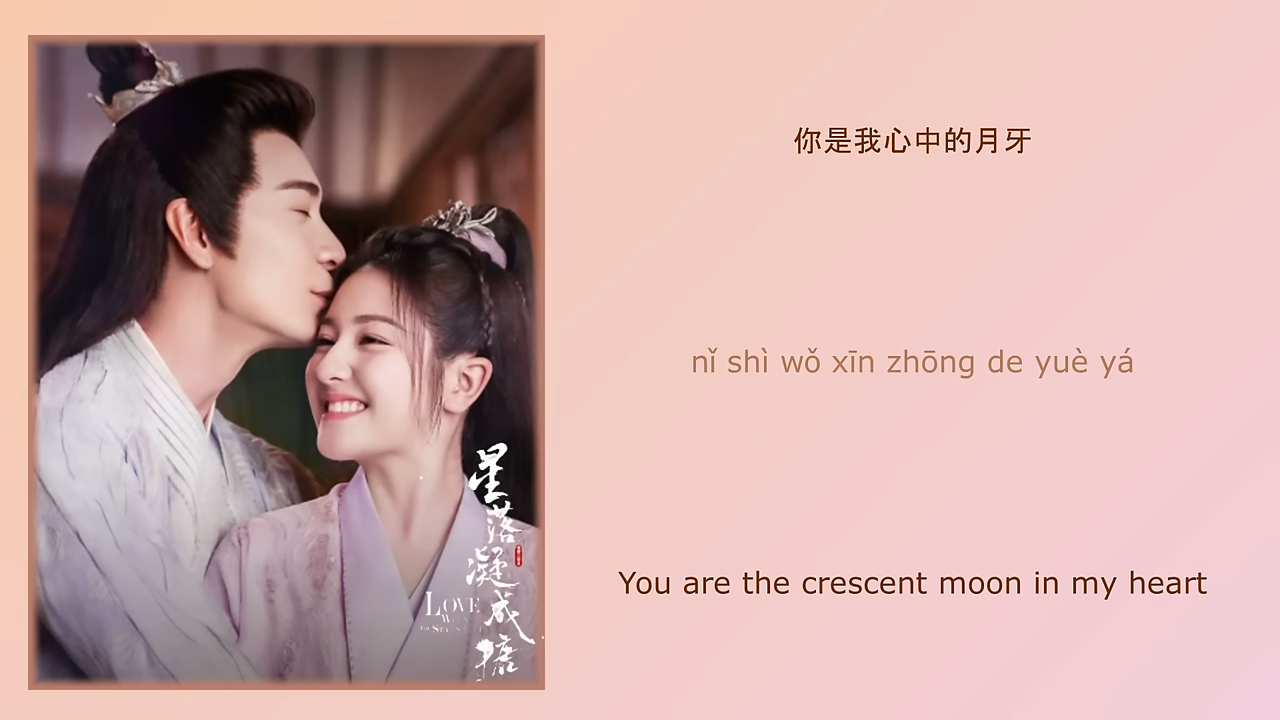 你是我心中的月牙
nǐ shì wǒ xīn zhōng de yuè yá
You are the crescent moon in my heart
星落凝成糖
LOVE